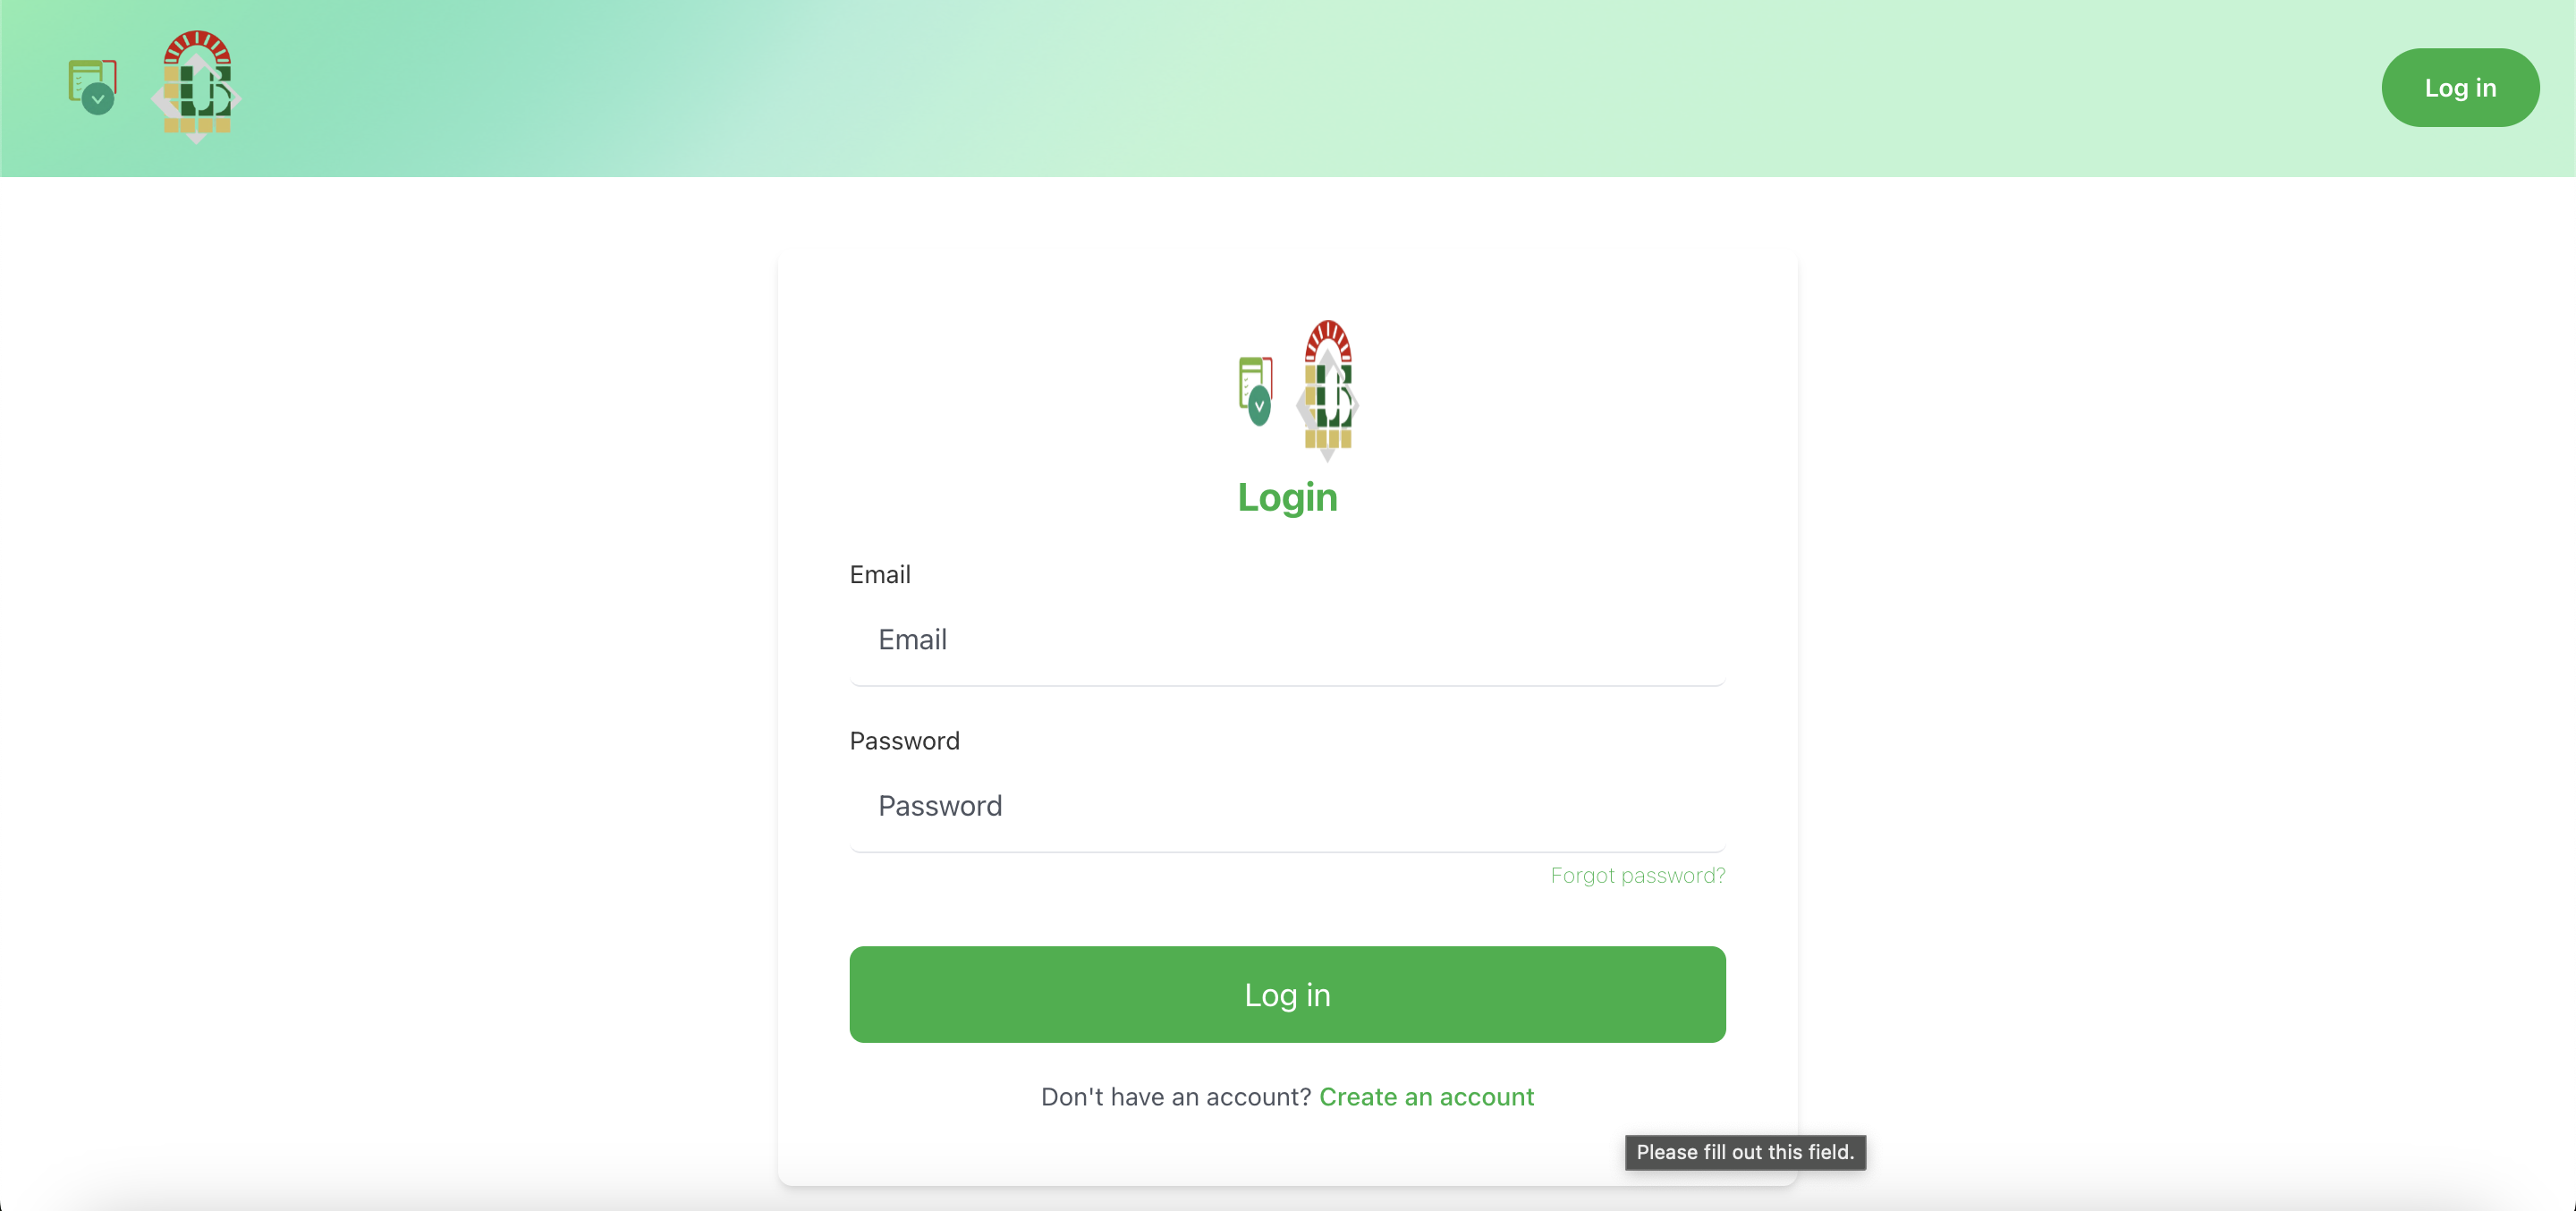 Log in
Login
Email
Email
Password
Password
Forgot password?
Log in
Don't have an account? Create an account
Please fill out this field.